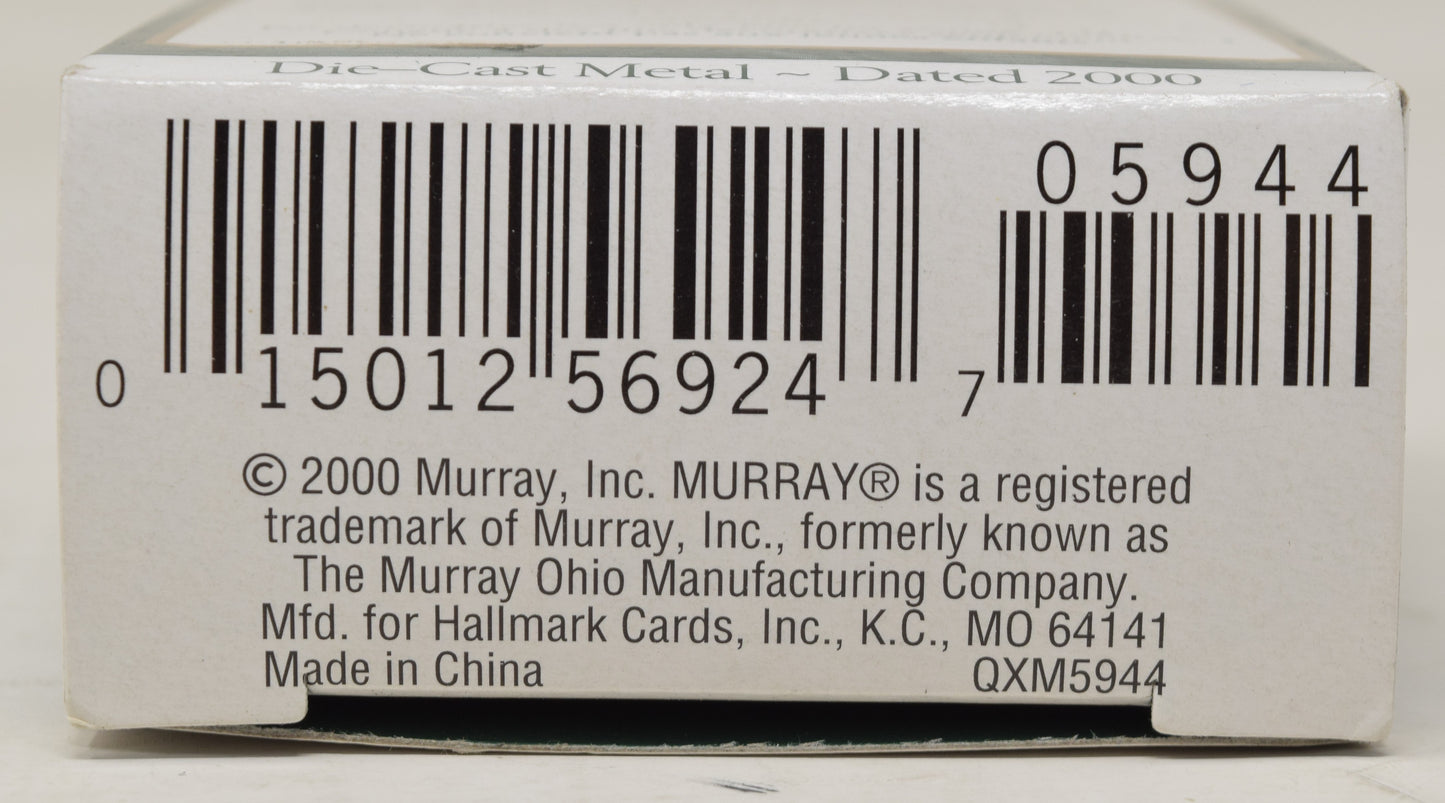 Die-Cast Metal ~ Dated 2000
05944
0 15012 56924 7
© 2000 Murray, Inc. MURRAY® is a registered
trademark of Murray, Inc., formerly known as
The Murray Ohio Manufacturing Company.
Mfd. for Hallmark Cards, Inc., K.C., MO 64141
Made in China QXM5944